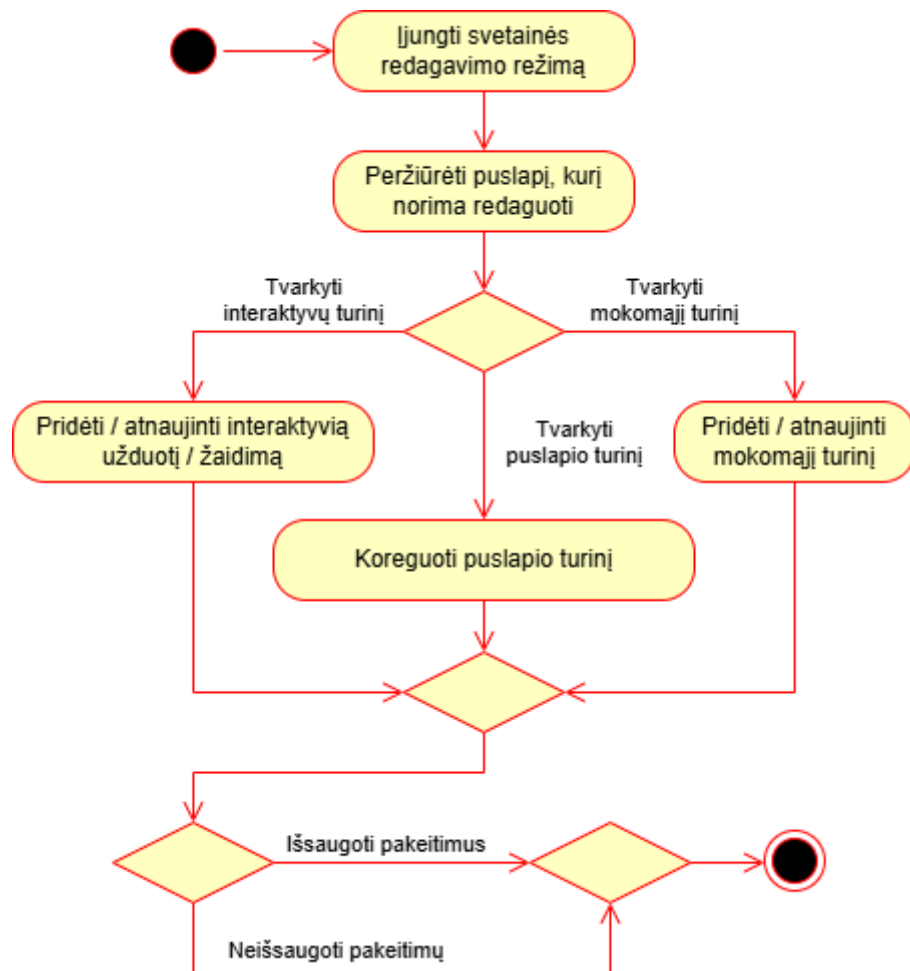 Įjungti svetainės
redagavimo režimą
Peržiūrėti puslapį, kurį
norima redaguoti
Tvarkyti
interaktyvų turinį
Tvarkyti
mokomąjį turinį
Pridėti / atnaujinti interaktyvią
užduotį / žaidimą
Tvarkyti
puslapio turinį
Pridėti / atnaujinti
mokomąjį turinį
Koreguoti puslapio turinį
Išsaugoti pakeitimus
Neišsaugoti pakeitimų